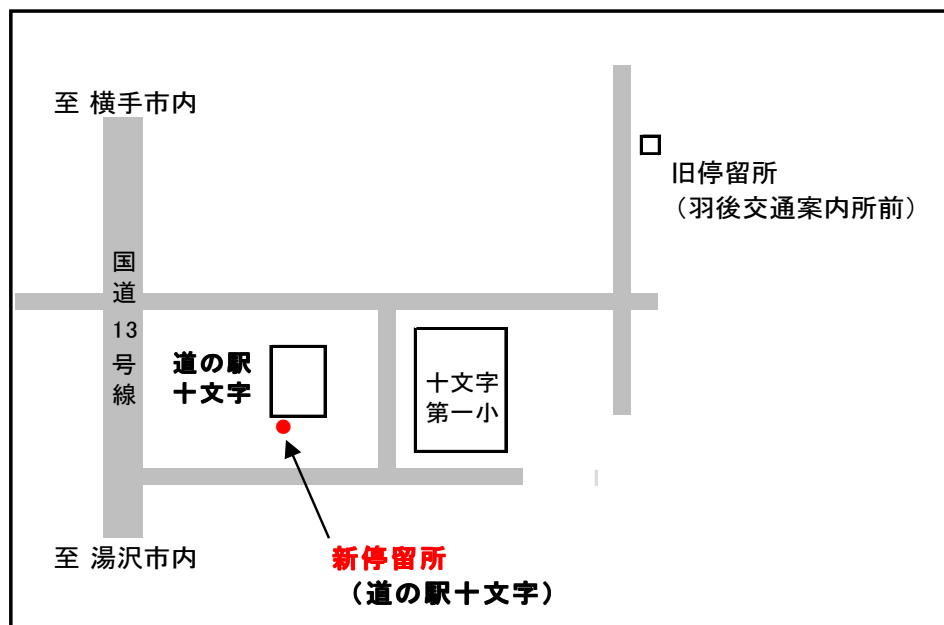 至 横手市内
旧停留所
（羽後交通案内所前）
国道13号線
道の駅
十文字
十文字
第一小
至 湯沢市内
新停留所
（道の駅十文字）